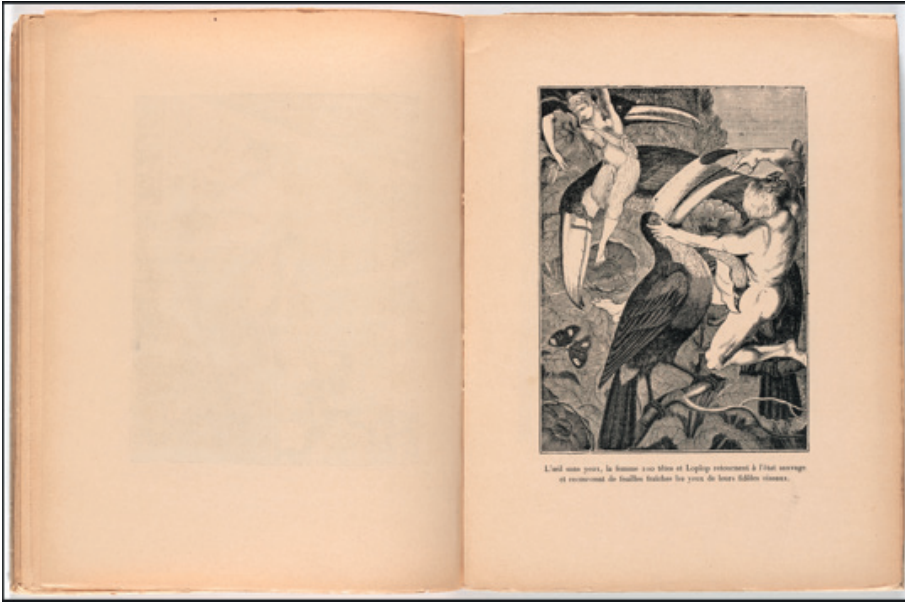 L'œil sans yeux, la femme 100 têtes et Loplop retournent à l'état sauvage
et recouvrent de feuilles fraîches les yeux de leurs fidèles oiseaux.